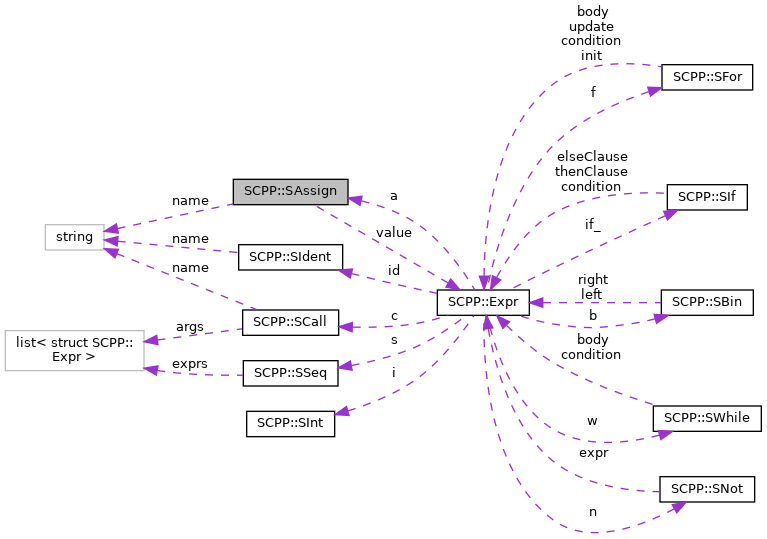 body
update
condition
init
SCPP::SFor
f
elseClause
thenClause
condition
SCPP::SAssign
a
name
SCPP::SIf
if_
value
string
name
SCPP::SIdent
id
name
right
left
SCPP::Expr
SCPP::SBin
b
c
SCPP::SCall
args
list< struct SCPP::
Expr >
s
body
condition
exprs
SCPP::SSeq
i
SCPP::SInt
w
SCPP::SWhile
expr
SCPP::SNot
n